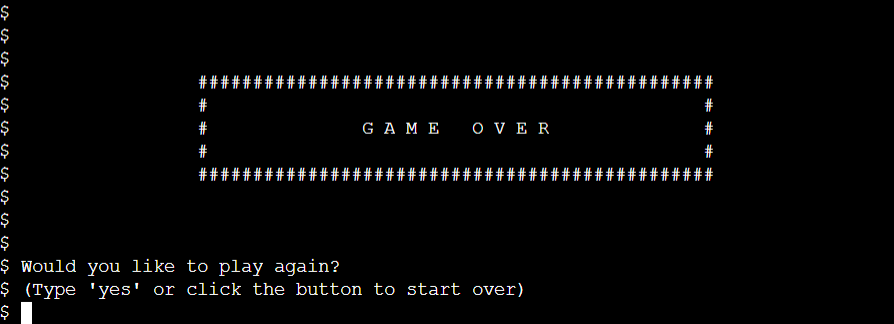 $
$
$
$                 ###############################################
$                 #                                             #
$                 #              G A M E   O V E R              #
$                 #                                             #
$                 ###############################################
$
$
$
$ Would you like to play again?
$ (Type 'yes' or click the button to start over)
$